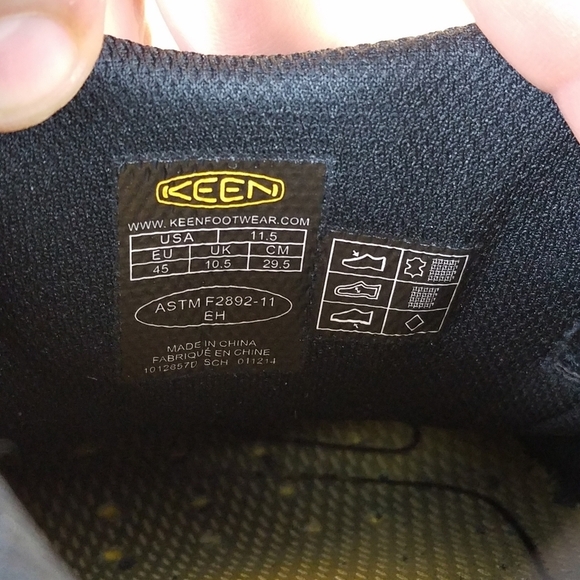 KEEN
WWW.KEENFOOTWEAR.COM
USA 11.5
EU UK CM
45 10.5 29.5
ASTM F2892-11
EH
MADE IN CHINA
FABRIQUÉ EN CHINE
1012657D-SCH 011214